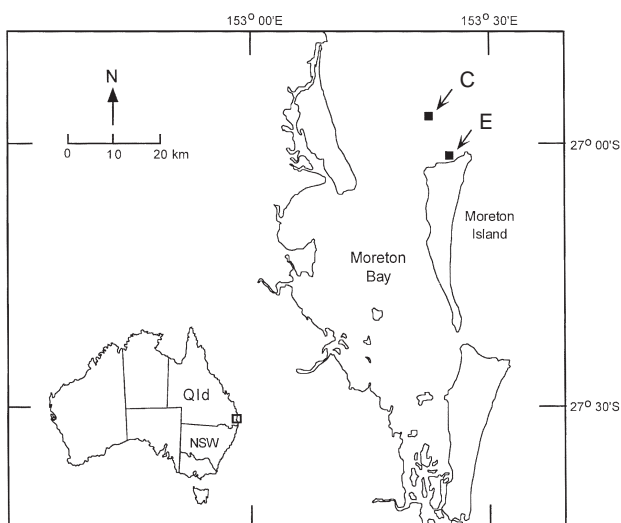 153° 00'E
153° 30'E
N
C
E
0 10 20 km
27° 00'S
Moreton
Island
Moreton
Bay
Qld
NSW
27° 30'S